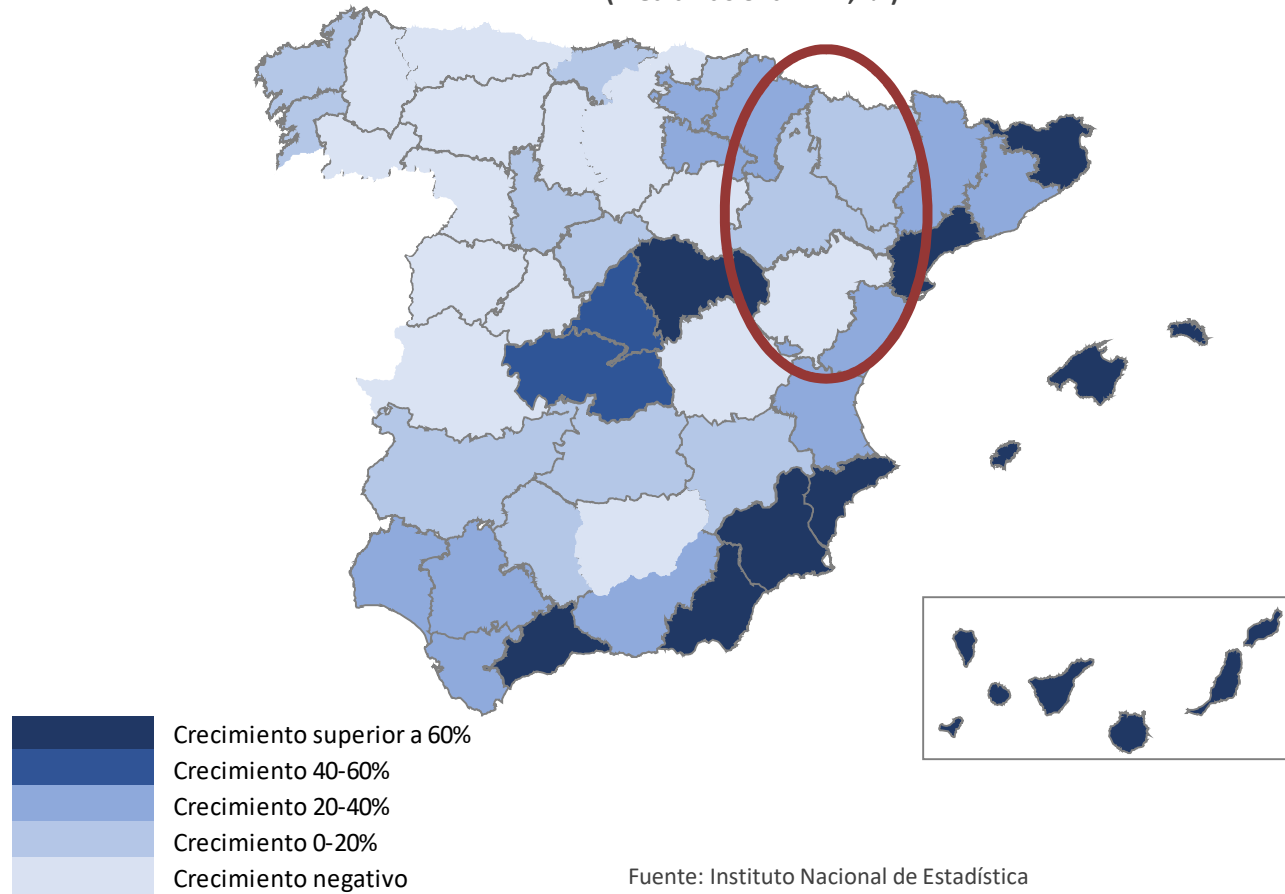 Crecimiento superior a 60%
Crecimiento 40-60%
Crecimiento 20-40%
Crecimiento 0-20%
Crecimiento negativo
Fuente: Instituto Nacional de Estadística